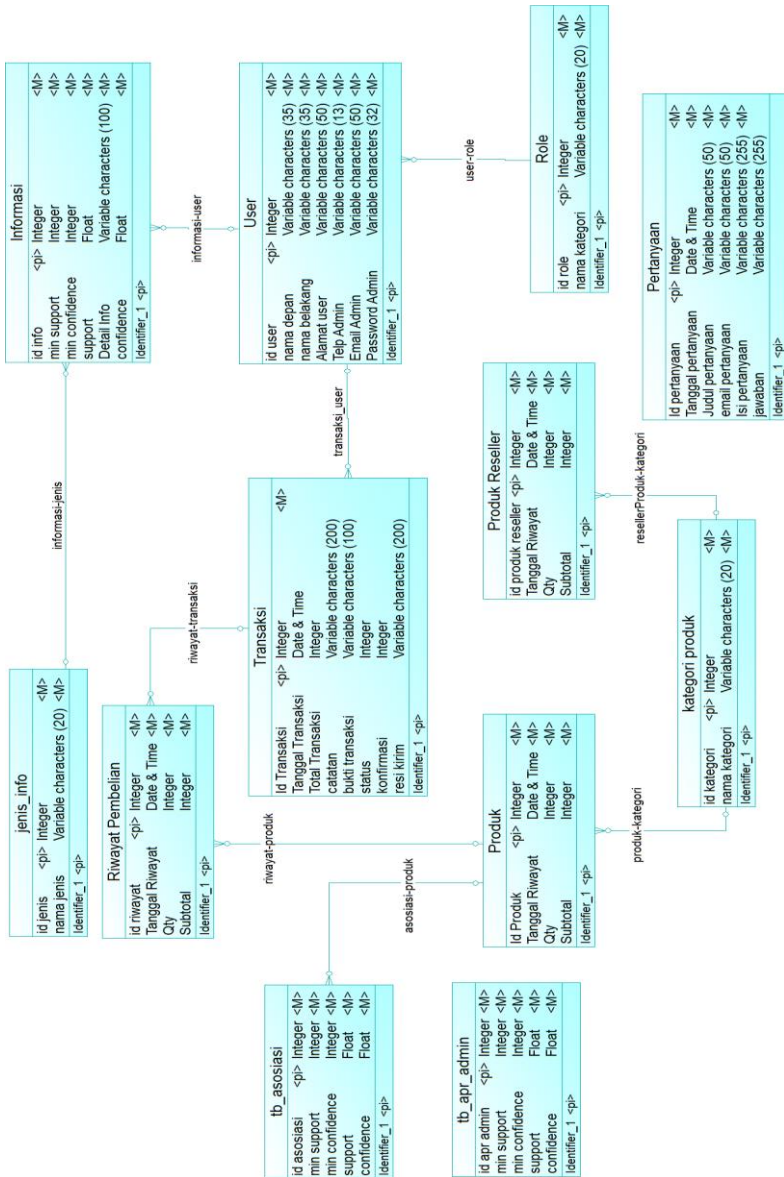 jenis_info
id jenis <pi> Integer <M>
nama jenis Variable characters (20) <M>
Identifier_1 <pi>
informasi-jenis
Informasi
id info <pi> Integer <M>
min support Integer <M>
min confidence Integer <M>
support Float <M>
Detail Info Variable characters (100) <M>
confidence Float <M>
Identifier_1 <pi>
informasi-user
Riwayat Pembelian
id riwayat <pi> Integer <M>
Tanggal Riwayat Date & Time <M>
Qty Integer <M>
Subtotal Integer <M>
Identifier_1 <pi>
riwayat-transaksi
riwayat-produk
Transaksi
Id Transaksi <pi> Integer <M>
Tanggal Transaksi Date & Time
Total Transaksi Integer
catatan Variable characters (200)
bukti transaksi Variable characters (100)
status Integer
konfirmasi Integer
resi kirim Variable characters (200)
Identifier_1 <pi>
transaksi_user
User
id user <pi> Integer <M>
nama depan Variable characters (35) <M>
nama belakang Variable characters (35) <M>
Alamat user Variable characters (50) <M>
Telp Admin Variable characters (13) <M>
Email Admin Variable characters (50) <M>
Password Admin Variable characters (32) <M>
Identifier_1 <pi>
user-role
tb_asosiasi
id asosiasi <pi> Integer <M>
min support Integer <M>
min confidence Integer <M>
support Float <M>
confidence Float <M>
Identifier_1 <pi>
asosiasi-produk
Produk
Id Produk <pi> Integer <M>
Tanggal Riwayat Date & Time <M>
Qty Integer <M>
Subtotal Integer <M>
Identifier_1 <pi>
produk-kategori
Produk Reseller
id produk reseller <pi> Integer <M>
Tanggal Riwayat Date & Time <M>
Qty Integer <M>
Subtotal Integer <M>
Identifier_1 <pi>
resellerProduk-kategori
Role
id role <pi> Integer <M>
nama kategori Variable characters (20) <M>
Identifier_1 <pi>
tb_apr_admin
id apr admin <pi> Integer <M>
min support Integer <M>
min confidence Integer <M>
support Float <M>
confidence Float <M>
Identifier_1 <pi>
kategori produk
id kategori <pi> Integer <M>
nama kategori Variable characters (20) <M>
Identifier_1 <pi>
Pertanyaan
Id pertanyaan <pi> Integer <M>
Tanggal pertanyaan Date & Time <M>
Judul pertanyaan Variable characters (50) <M>
email pertanyaan Variable characters (50) <M>
Isi pertanyaan Variable characters (255) <M>
jawaban Variable characters (255) <M>
Identifier_1 <pi>